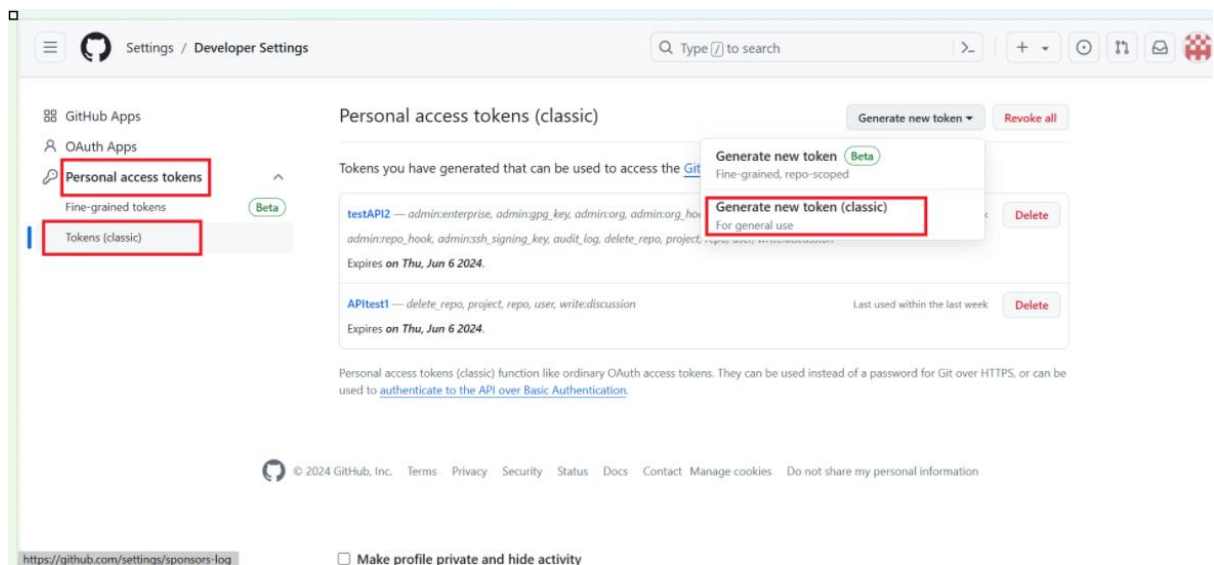 Settings / Developer Settings
Type / to search
GitHub Apps
OAuth Apps
Personal access tokens
Fine-grained tokens Beta
Tokens (classic)
Personal access tokens (classic)
Generate new token
Revoke all
Generate new token Beta
Fine-grained, repo-scoped
Generate new token (classic)
For general use
Tokens you have generated that can be used to access the Git
testAPI2 — admin:enterprise, admin:gpg_key, admin:org, admin:org_ho
Delete
admin:repo_hook, admin:ssh_signing_key, audit_log, delete_repo, project, repo, user, write:discussion
Expires on Thu, Jun 6 2024.
APItest1 — delete_repo, project, repo, user, write:discussion
Last used within the last week
Delete
Expires on Thu, Jun 6 2024.
Personal access tokens (classic) function like ordinary OAuth access tokens. They can be used instead of a password for Git over HTTPS, or can be
used to authenticate to the API over Basic Authentication.
© 2024 GitHub, Inc. Terms Privacy Security Status Docs Contact Manage cookies Do not share my personal information
https://github.com/settings/sponsors-log
Make profile private and hide activity